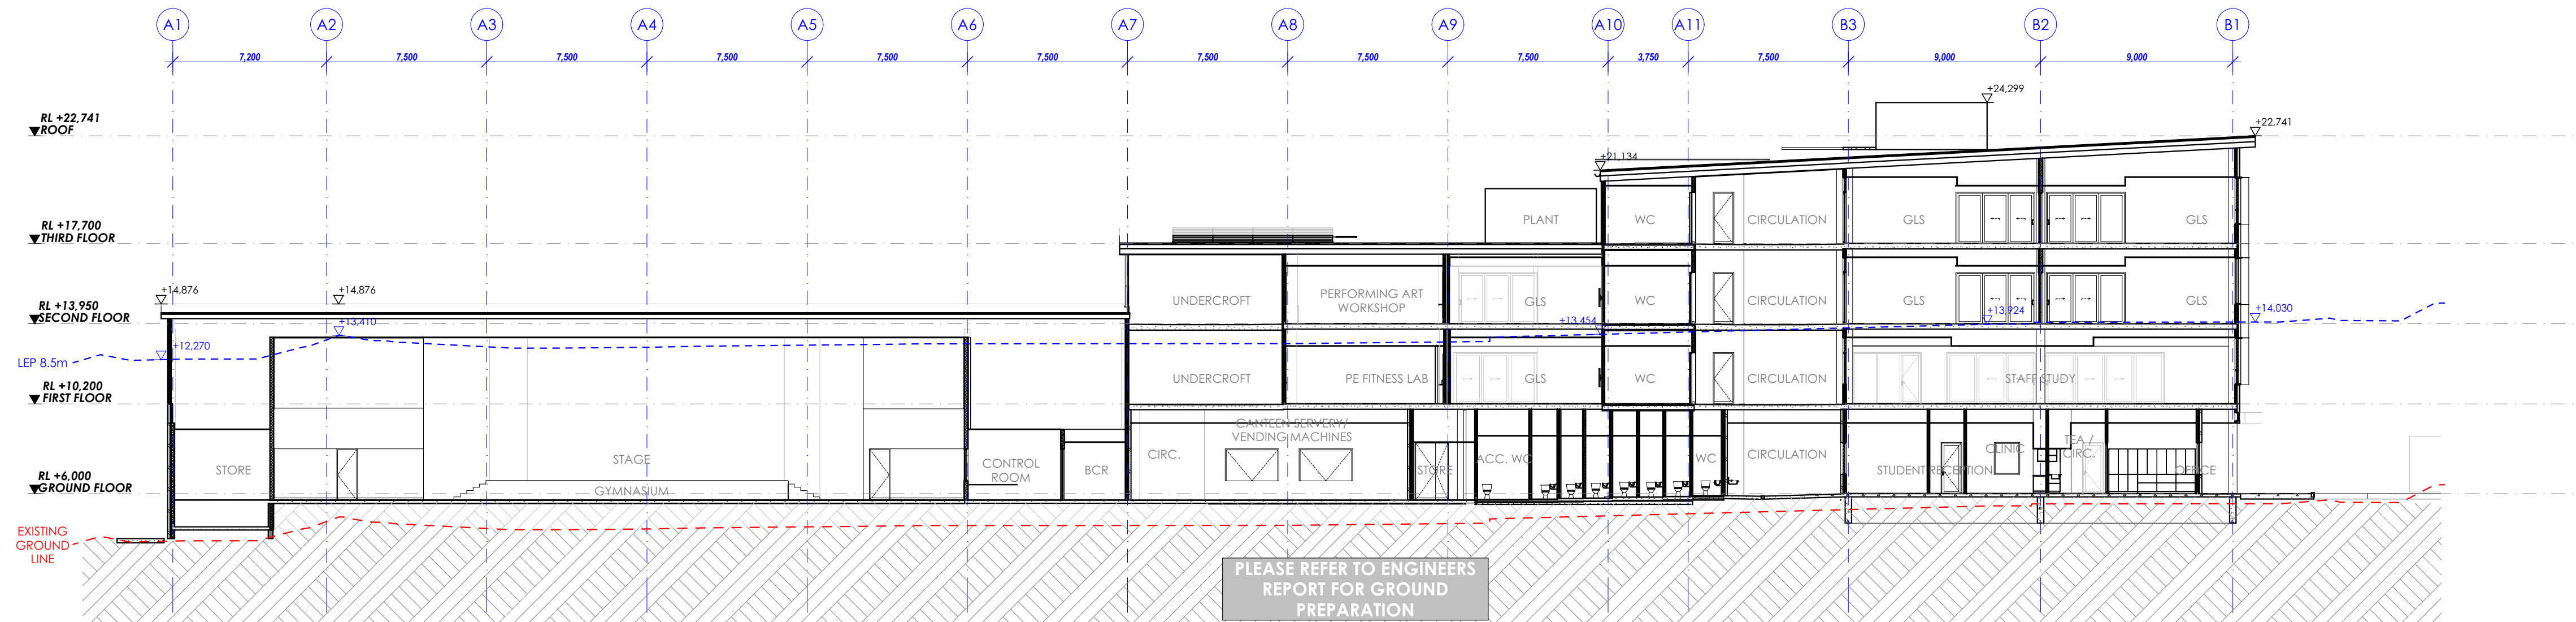 A1 A2 A3 A4 A5 A6 A7 A8 A9 A10 A11 B3 B2 B1
7,200 7,500 7,500 7,500 7,500 7,500 7,500 7,500 7,500 3,750 7,500 9,000 9,000
+24,299
RL +22,741
ROOF
+22,741
+21,134
RL +17,700
THIRD FLOOR
PLANT WC CIRCULATION GLS GLS
+14,876 +14,876
RL +13,950
SECOND FLOOR
UNDERCROFT
PERFORMING ART
WORKSHOP
GLS WC CIRCULATION GLS GLS
+13,410 +13,454 +13,924 +14,030
+12,270
LEP 8.5m
RL +10,200
FIRST FLOOR
UNDERCROFT PE FITNESS LAB GLS WC CIRCULATION STAFF STUDY
RL +6,000
GROUND FLOOR
STORE
STAGE
GYMNASIUM
CONTROL
ROOM
BCR
CIRC.
CANTEEN SERVERY/
VENDING MACHINES
STORE
ACC. WC
WC
CIRCULATION
STUDENT RECEPTION
CLINIC
TEA /
CIRC.
OFFICE
EXISTING
GROUND
LINE
PLEASE REFER TO ENGINEERS
REPORT FOR GROUND
PREPARATION